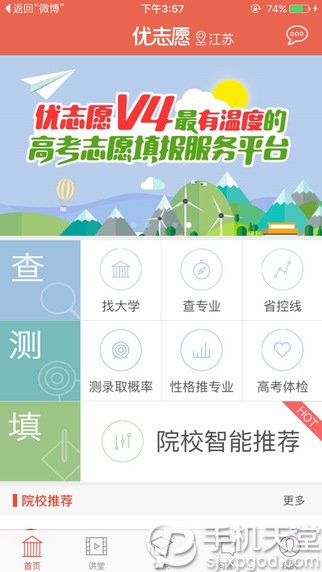 返回"微博"
下午3:57
74%
优志愿
江苏
优志愿V4最有温度的
高考志愿填报服务平台
查
找大学
查专业
省控线
测
测录取概率
性格推专业
高考体检
填
院校智能推荐
HOT
院校推荐
更多
首页
讲堂
手机天堂
sjxpgood.com